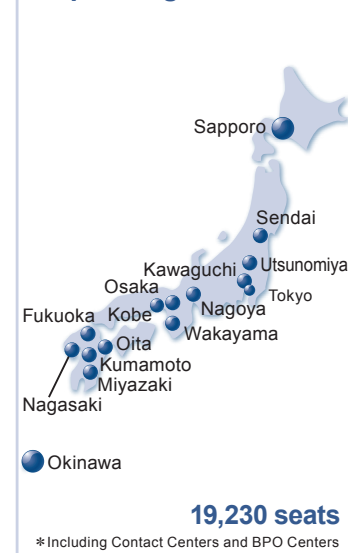 Sapporo
Sendai
Utsunomiya
Kawaguchi
Tokyo
Osaka
Nagoya
Kobe
Wakayama
Fukuoka
Oita
Kumamoto
Miyazaki
Nagasaki
Okinawa
19,230 seats
*Including Contact Centers and BPO Centers